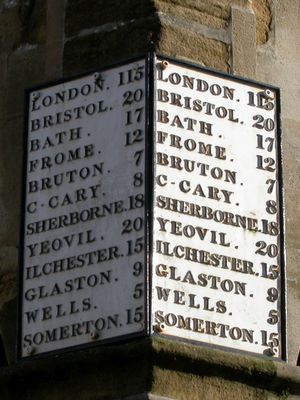 LONDON. 115
BRISTOL. 20
BATH. 17
FROME. 12
BRUTON. 7
C-CARY. 8
SHERBORNE. 18
YEOVIL. 20
ILCHESTER. 15
GLASTON. 9
WELLS. 5
SOMERTON. 15
LONDON. 115
BRISTOL. 20
BATH. 17
FROME. 12
BRUTON. 7
C-CARY. 8
SHERBORNE. 18
YEOVIL. 20
ILCHESTER. 15
GLASTON. 9
WELLS. 5
SOMERTON. 15